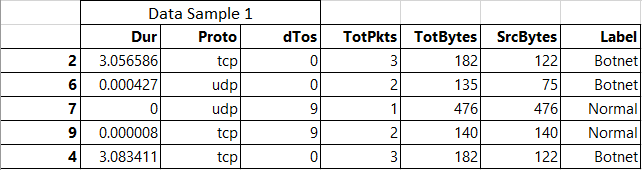 Data Sample 1
Dur Proto dTos TotPkts TotBytes SrcBytes Label
2 3.056586 tcp 0 3 182 122 Botnet
6 0.000427 udp 0 2 135 75 Botnet
7 0 udp 9 1 476 476 Normal
9 0.000008 tcp 9 2 140 140 Normal
4 3.083411 tcp 0 3 182 122 Botnet